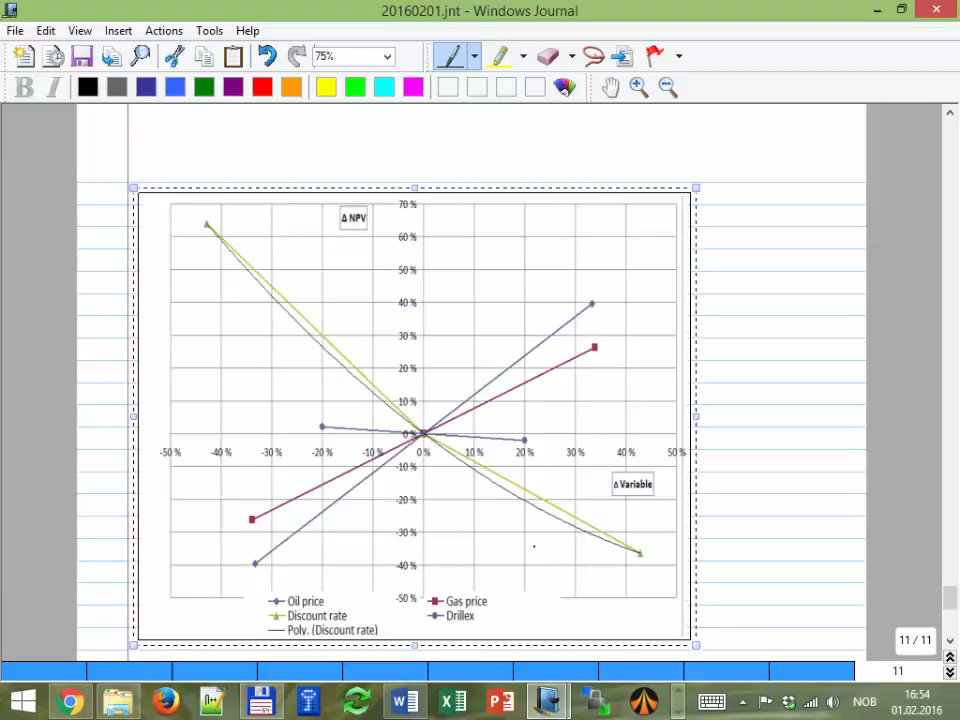 20160201.jnt - Windows Journal
File Edit View Insert Actions Tools Help
75%
B I
Δ NPV
70 %
60 %
50 %
40 %
30 %
20 %
10 %
0 %
-50 % -40 % -30 % -20 % -10 % 0 % 10 % 20 % 30 % 40 % 50 %
-10 %
-20 %
Δ Variable
-30 %
-40 %
-50 %
Oil price Gas price
Discount rate Drillex
Poly. (Discount rate)
11 / 11
11
NOB
16:54
01.02.2016